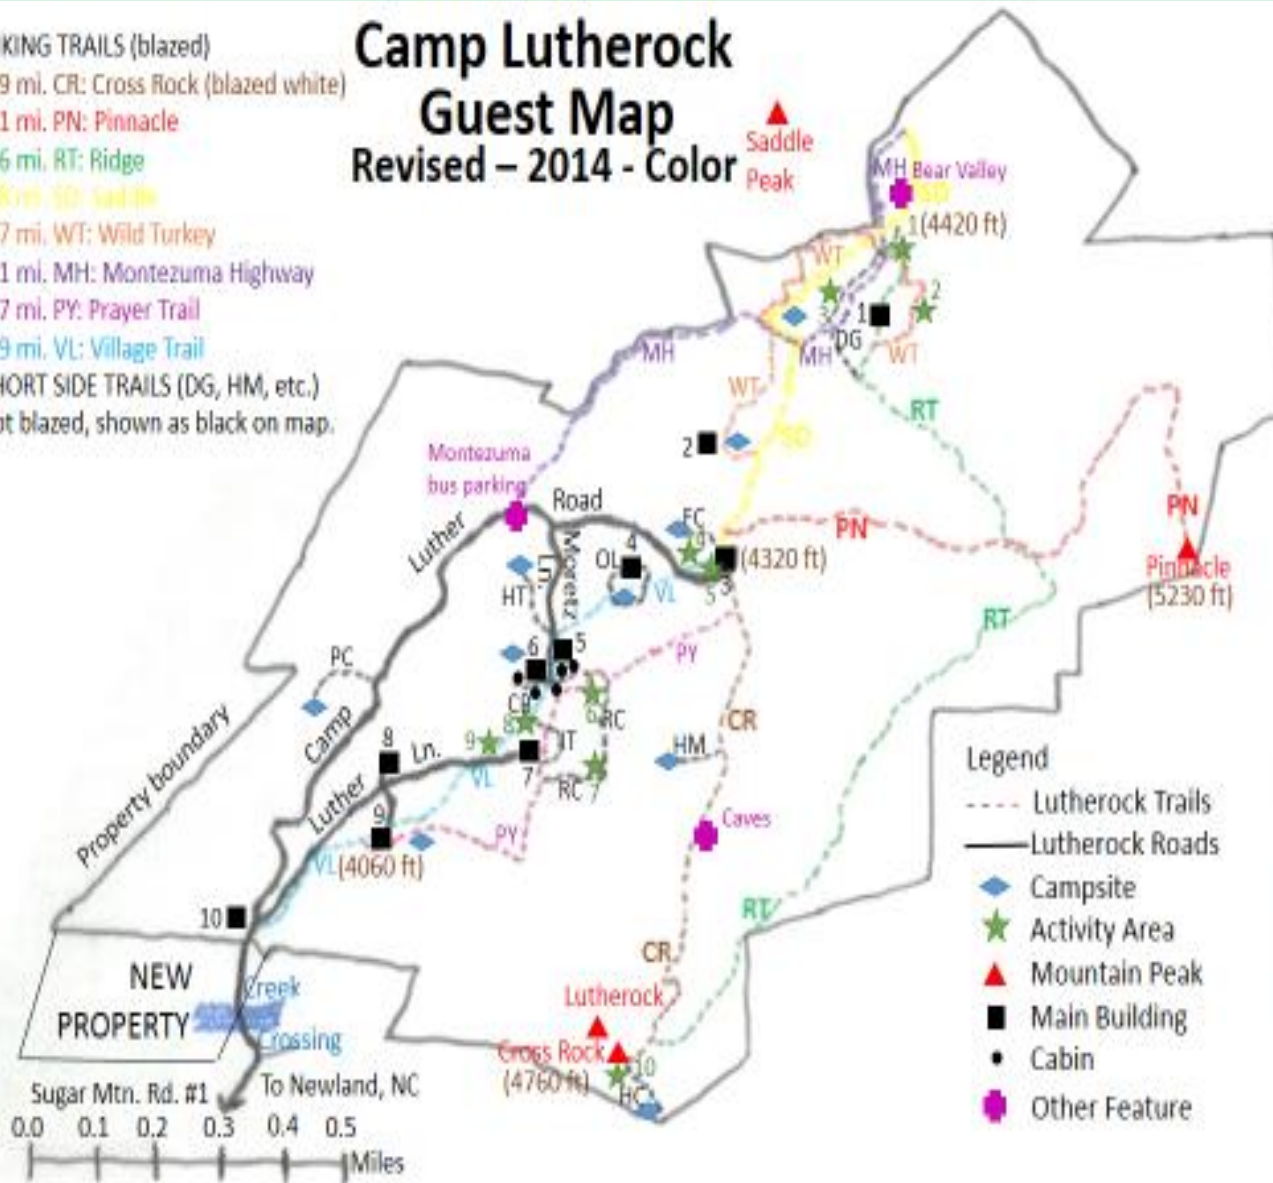 Camp Lutherock
Guest Map
Revised – 2014 - Color
KING TRAILS (blazed)
9 mi. CR: Cross Rock (blazed white)
1 mi. PN: Pinnacle
6 mi. RT: Ridge
8 mi. SD: Saddle
7 mi. WT: Wild Turkey
1 mi. MH: Montezuma Highway
7 mi. PY: Prayer Trail
9 mi. VL: Village Trail
HORT SIDE TRAILS (DG, HM, etc.)
ot blazed, shown as black on map.
Saddle
Peak
MH
Bear Valley
SD
1
(4420 ft)
WT
2
3
1
DG
MH
WT
MH
WT
RT
SD
2
Montezuma
bus parking
Road
Luther
PN
PN
Pinnacle
(5230 ft)
FC
4
(4320 ft)
3
5
OL
4
VL
Ln.
Moretz
HT
RT
PY
5
6
CB
PC
Camp
CR
6
RC
8
9
IT
HM
7
RC
7
8
Ln.
VL
Luther
9
Property boundary
Caves
PY
VL
(4060 ft)
RT
10
CR
NEW
PROPERTY
Creek
Crossing
Lutherock
Cross Rock
(4760 ft)
10
HC
Sugar Mtn. Rd. #1
To Newland, NC
0.0 0.1 0.2 0.3 0.4 0.5
Miles
Legend
Lutherock Trails
Lutherock Roads
Campsite
Activity Area
Mountain Peak
Main Building
Cabin
Other Feature